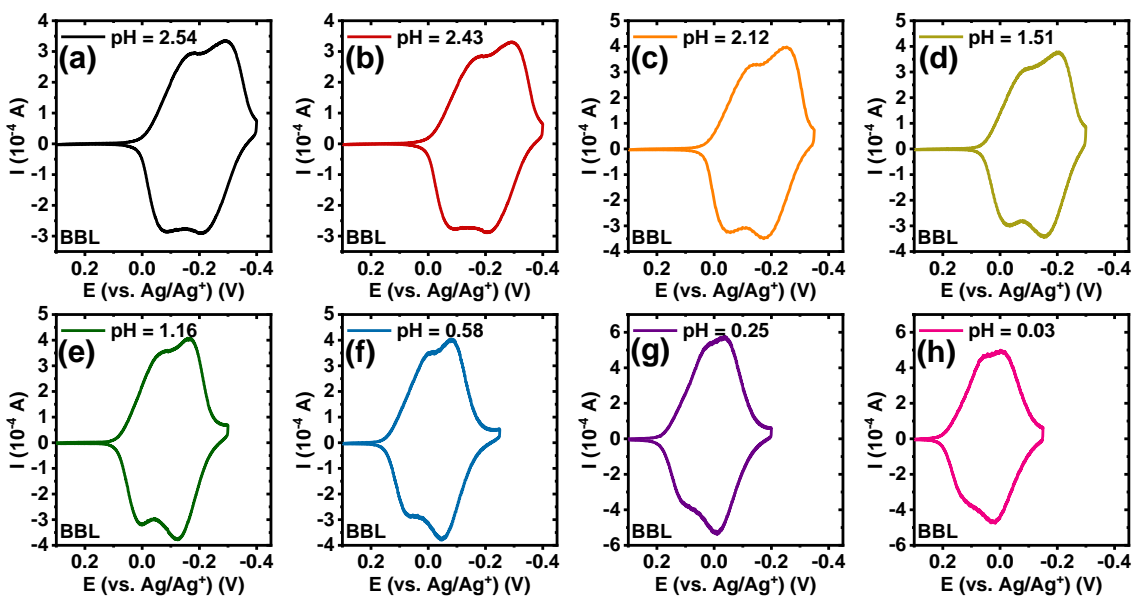 (a) pH = 2.54
I (10⁻⁴ A)
4
3
2
1
0
-1
-2
-3
BBL
0.2 0.0 -0.2 -0.4
E (vs. Ag/Ag⁺) (V)
(b) pH = 2.43
I (10⁻⁴ A)
4
3
2
1
0
-1
-2
-3
BBL
0.2 0.0 -0.2 -0.4
E (vs. Ag/Ag⁺) (V)
(c) pH = 2.12
I (10⁻⁴ A)
5
4
3
2
1
0
-1
-2
-3
-4
BBL
0.2 0.0 -0.2 -0.4
E (vs. Ag/Ag⁺) (V)
(d) pH = 1.51
I (10⁻⁴ A)
5
4
3
2
1
0
-1
-2
-3
-4
BBL
0.2 0.0 -0.2 -0.4
E (vs. Ag/Ag⁺) (V)
(e) pH = 1.16
I (10⁻⁴ A)
5
4
3
2
1
0
-1
-2
-3
-4
BBL
0.2 0.0 -0.2 -0.4
E (vs. Ag/Ag⁺) (V)
(f) pH = 0.58
I (10⁻⁴ A)
5
4
3
2
1
0
-1
-2
-3
-4
BBL
0.2 0.0 -0.2 -0.4
E (vs. Ag/Ag⁺) (V)
(g) pH = 0.25
I (10⁻⁴ A)
6
4
2
0
-2
-4
-6
BBL
0.2 0.0 -0.2 -0.4
E (vs. Ag/Ag⁺) (V)
(h) pH = 0.03
I (10⁻⁴ A)
6
4
2
0
-2
-4
-6
BBL
0.2 0.0 -0.2 -0.4
E (vs. Ag/Ag⁺) (V)